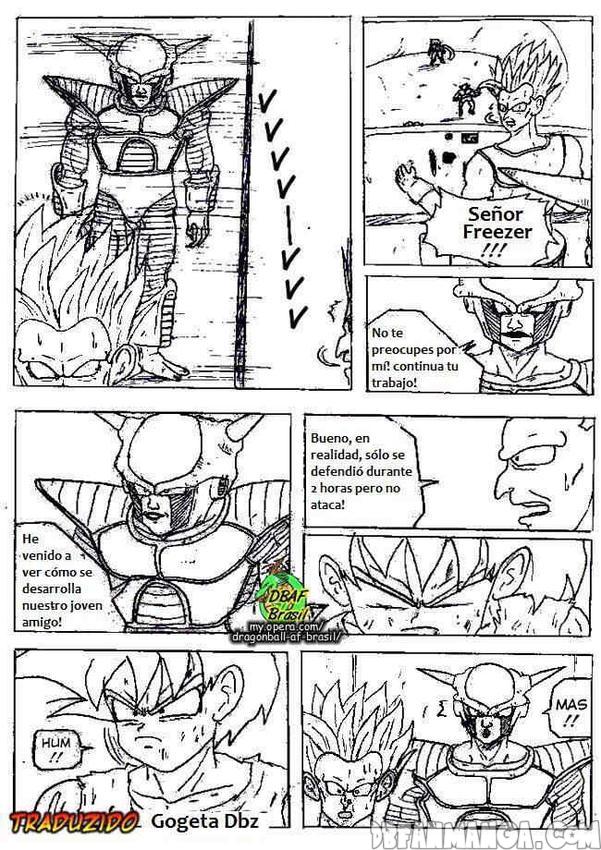 Señor
Freezer
!!!
No te
preocupes por
mí! continua tu
trabajo!
Bueno, en
realidad, sólo se
defendió durante
2 horas pero no
ataca!
He
venido a
ver cómo se
desarrolla
nuestro joven
amigo!
DBAF
Brasil
my.opera.com/
dragonball-af-brasil/
HUM
!!
MAS
!!
TRADUZIDO
Gogeta Dbz
DBFANMANGA.COM